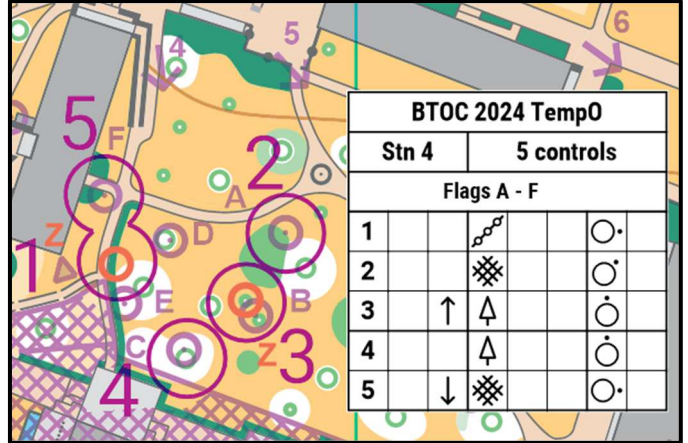 4
5
6
5
F
2
A
Z
D
1
A
E
B
C
Z
3
4
BTOC 2024 TempO
Stn 4 5 controls
Flags A - F
1
2
3 ↑
4
5 ↓